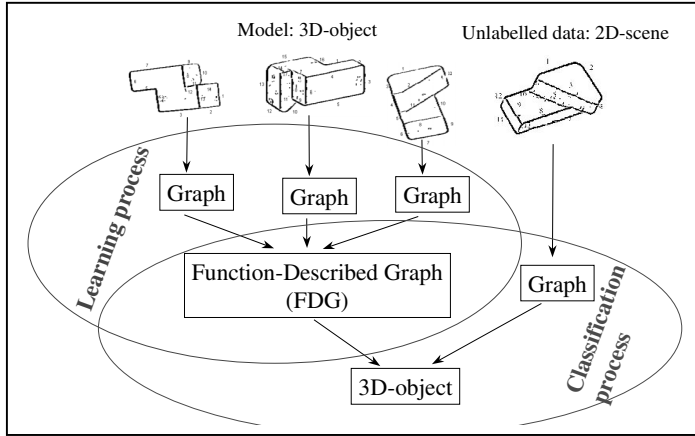 Model: 3D-object
Unlabelled data: 2D-scene
Learning process
Graph
Graph
Graph
Function-Described Graph
(FDG)
Graph
Classification
process
3D-object